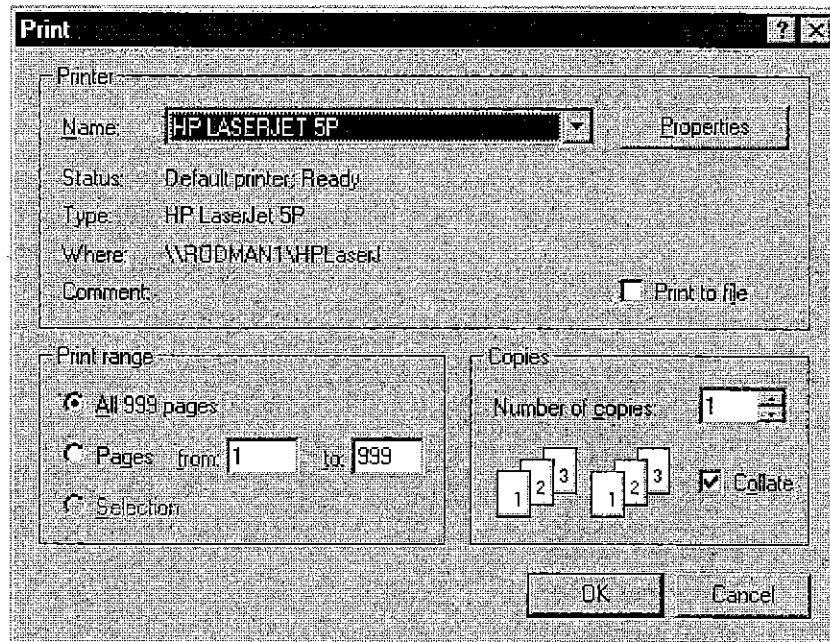 Print
Printer
Name: HP LASERJET 5P Properties
Status: Default printer; Ready
Type: HP LaserJet 5P
Where: \\RODMAN1\HPLaserJ
Comment: Print to file
Print range
All 999 pages
Pages from: 1 to: 999
Selection
Copies
Number of copies: 1
1 2 3 1 2 3
Collate
OK Cancel